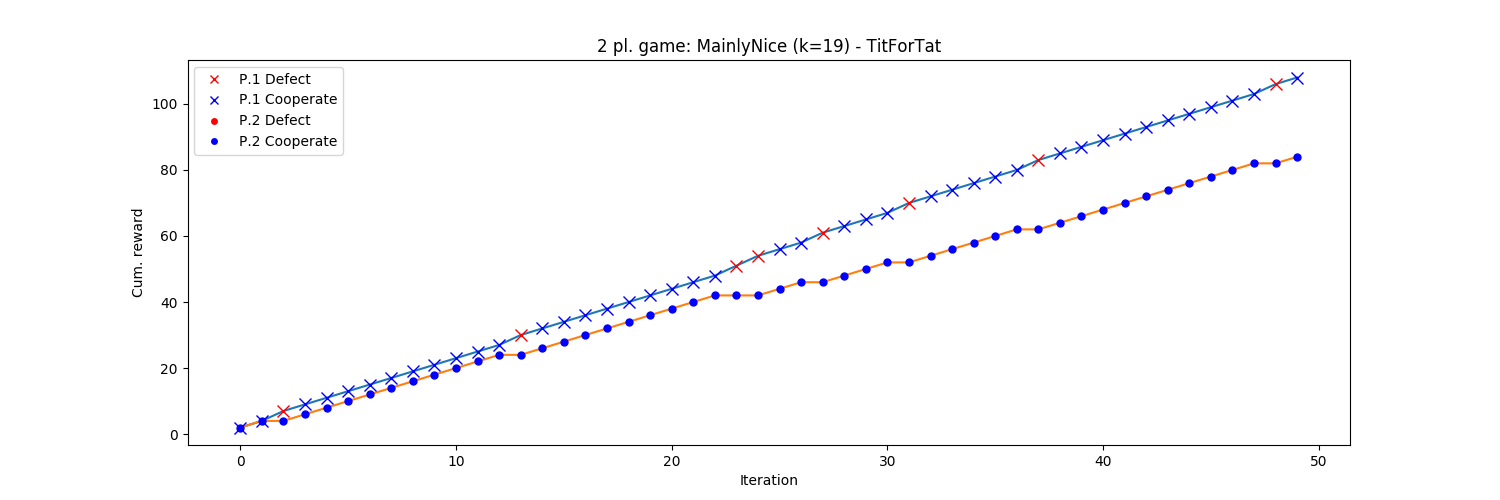 2 pl. game: MainlyNice (k=19) - TitForTat
P.1 Defect
P.1 Cooperate
P.2 Defect
P.2 Cooperate
Cum. reward
100
80
60
40
20
0
0 10 20 30 40 50
Iteration